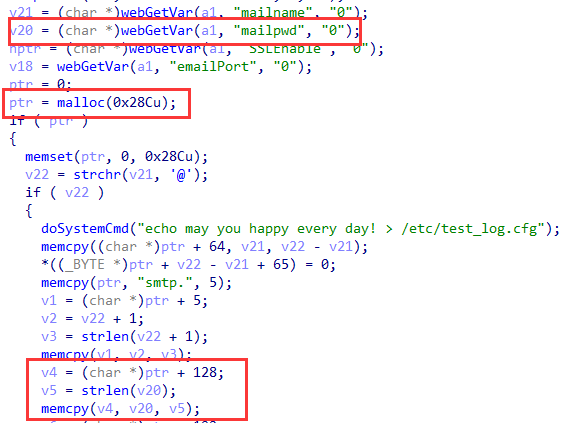 v21 = (char *)webGetVar(a1, "mailname", "0");
v20 = (char *)webGetVar(a1, "mailpwd", "0");
nptr = (char *)webGetVar(a1, "SSLEnable", "0");
v18 = webGetVar(a1, "emailPort", "0");
ptr = 0;
ptr = malloc(0x28Cu);
if ( ptr )
{
memset(ptr, 0, 0x28Cu);
v22 = strchr(v21, '@');
if ( v22 )
{
doSystemCmd("echo may you happy every day! > /etc/test_log.cfg");
memcpy((char *)ptr + 64, v21, v22 - v21);
*((_BYTE *)ptr + v22 - v21 + 65) = 0;
memcpy(ptr, "smtp.", 5);
v1 = (char *)ptr + 5;
v2 = v22 + 1;
v3 = strlen(v22 + 1);
memcpy(v1, v2, v3);
v4 = (char *)ptr + 128;
v5 = strlen(v20);
memcpy(v4, v20, v5);